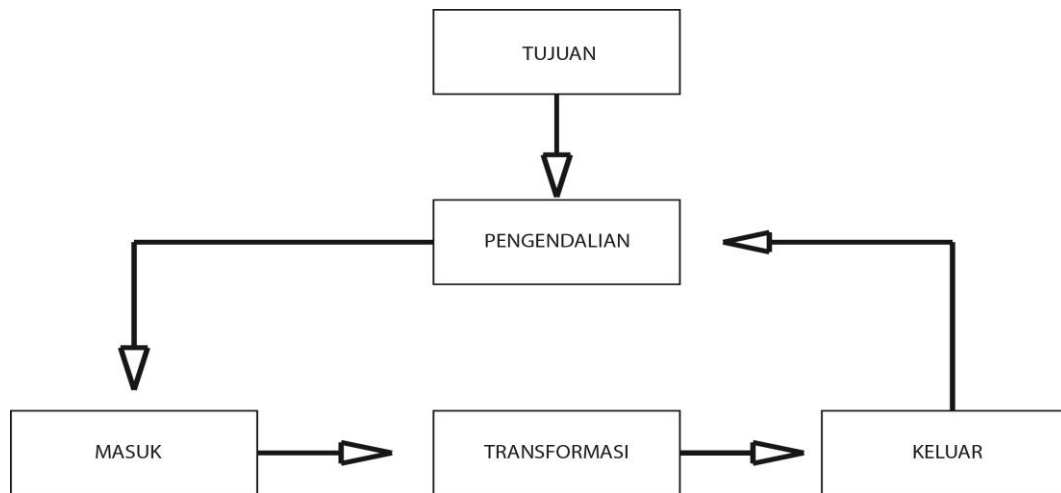 TUJUAN
PENGENDALIAN
MASUK
TRANSFORMASI
KELUAR